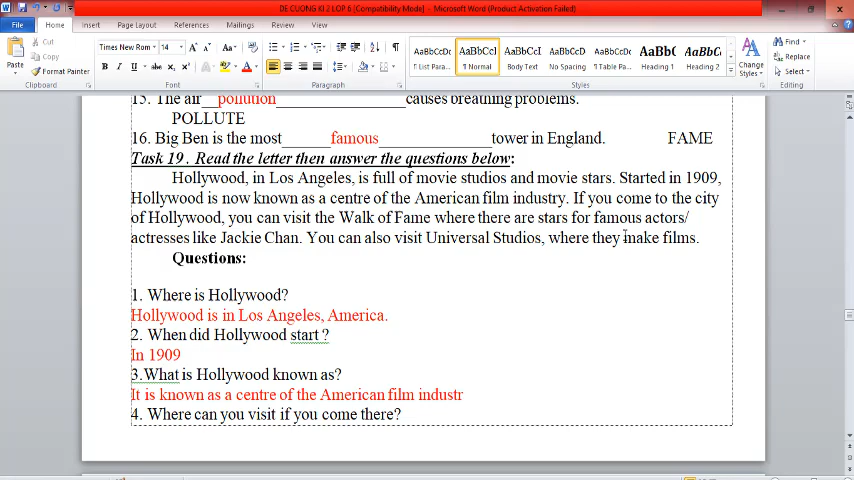 DE CUONG KI 2 LOP 6 [Compatibility Mode] - Microsoft Word (Product Activation Failed)
File Home Insert Page Layout References Mailings Review View
Paste Cut Copy Format Painter
Times New Rom 14
B I U abc x₂ x²
AaBbCcDc AaBbCcI AaBbCcDc AaBbCcD AaBbCcDc AaBbC AaBbCc
¶ List Para... ¶ Normal Body Text No Spacing ¶ Table Pa... Heading 1 Heading 2
Change Styles
Find Replace Select
Clipboard Font Paragraph Styles Editing
15. The air__pollution____________________causes breathing problems.
POLLUTE
16. Big Ben is the most______famous______________tower in England. FAME
Task 19 . Read the letter then answer the questions below:
Hollywood, in Los Angeles, is full of movie studios and movie stars. Started in 1909,
Hollywood is now known as a centre of the American film industry. If you come to the city
of Hollywood, you can visit the Walk of Fame where there are stars for famous actors/
actresses like Jackie Chan. You can also visit Universal Studios, where they make films.
Questions:
1. Where is Hollywood?
Hollywood is in Los Angeles, America.
2. When did Hollywood start ?
In 1909
3.What is Hollywood known as?
It is known as a centre of the American film industr
4. Where can you visit if you come there?